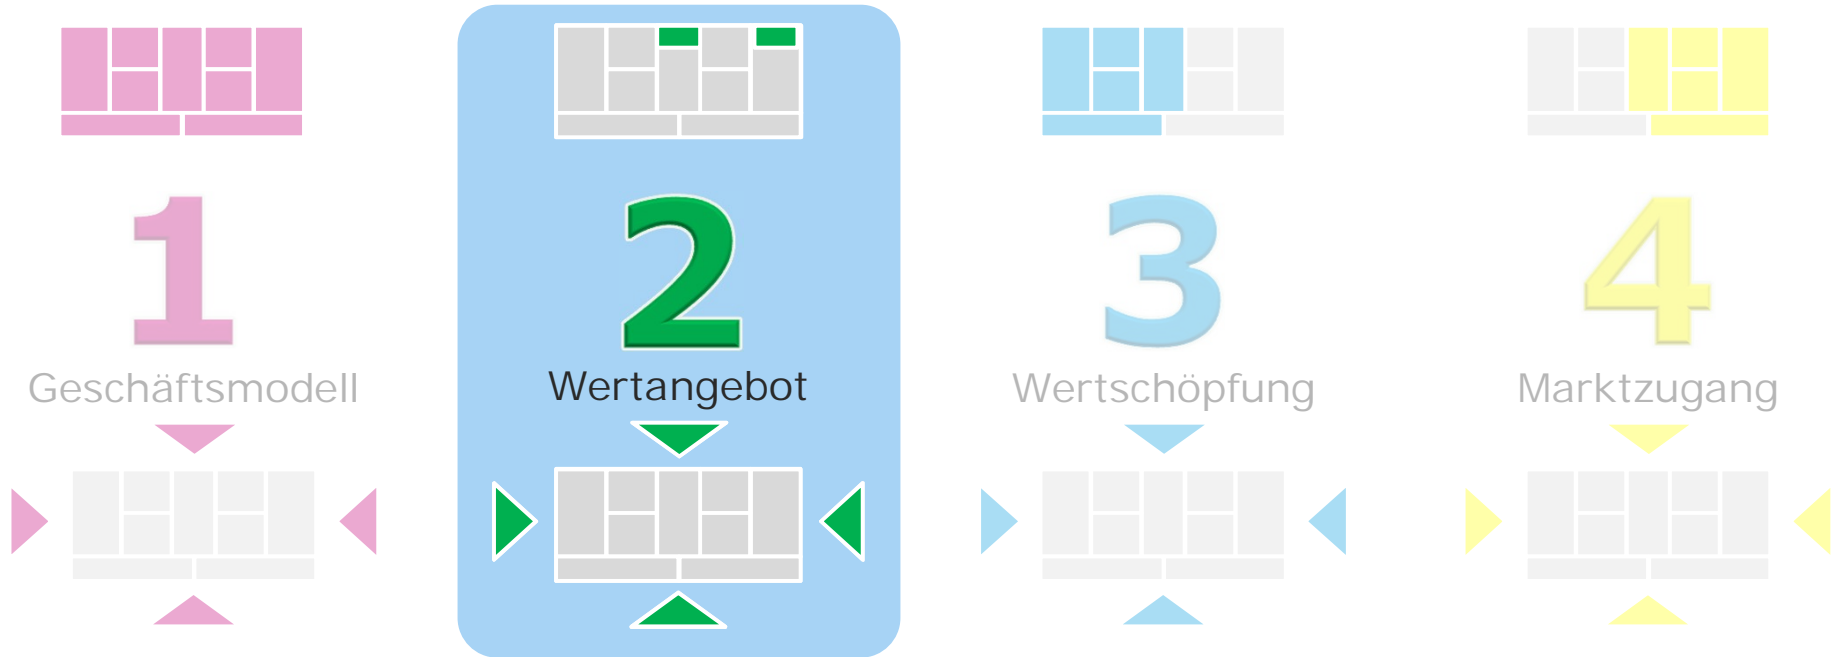 1
2
3
4
Geschäftsmodell
Wertangebot
Wertschöpfung
Marktzugang